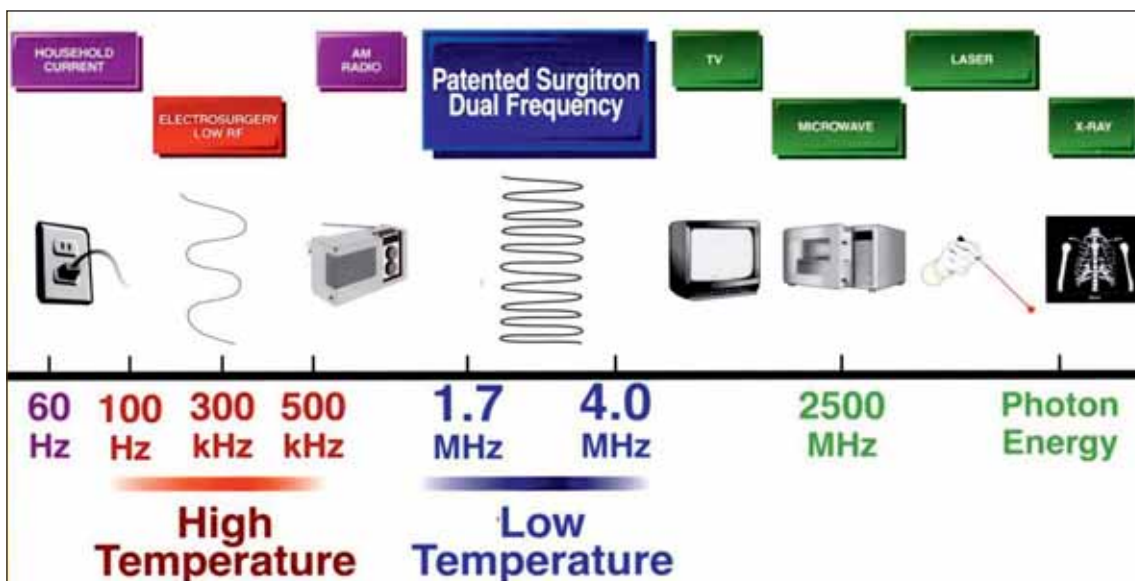 HOUSEHOLD
CURRENT
ELECTROSURGERY
LOW RF
AM
RADIO
Patented Surgitron
Dual Frequency
TV
MICROWAVE
LASER
X-RAY
60
Hz
100
Hz
300
kHz
500
kHz
1.7
MHz
4.0
MHz
2500
MHz
Photon
Energy
High
Temperature
Low
Temperature